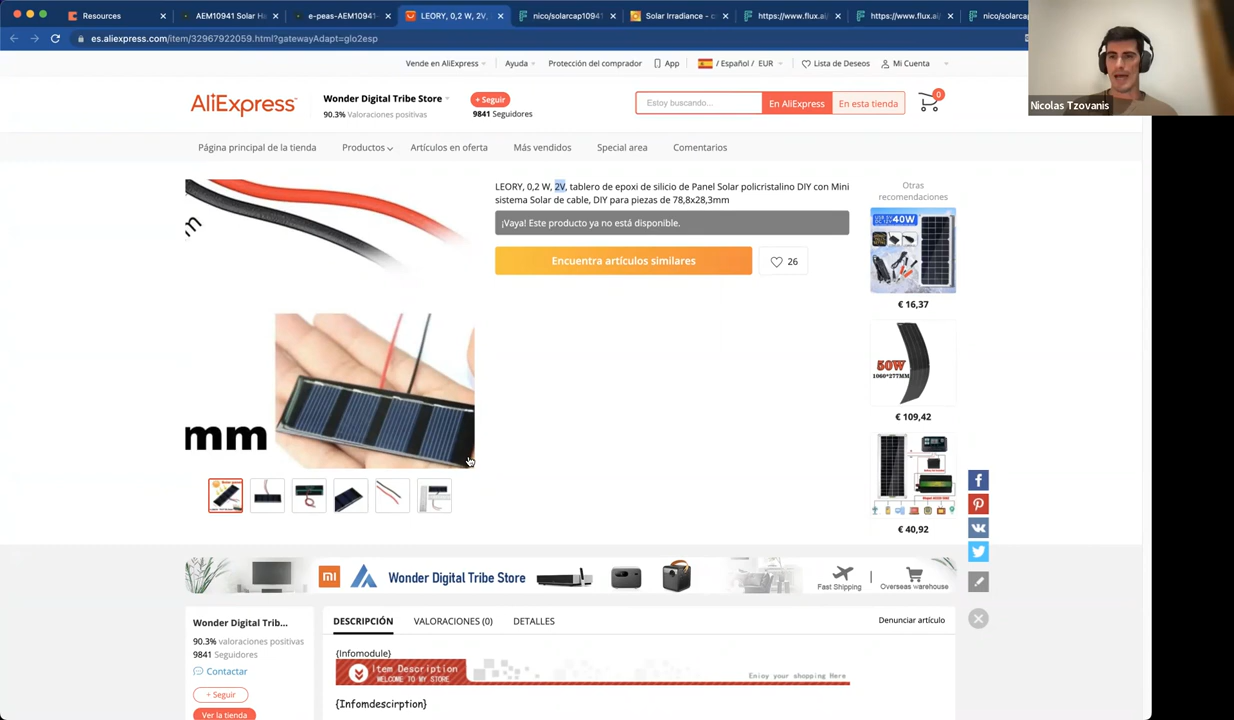 Resources
AEM10941 Solar Ha
e-peas-AEM10941-
LEORY, 0,2 W, 2V,
nico/solarcap10941
Solar Irradiance - c
https://www.flux.ai/
https://www.flux.ai/
nico/solarcap
es.aliexpress.com/item/32967922059.html?gatewayAdapt=glo2esp
Vende en AliExpress
Ayuda
Protección del comprador
App
/ Español / EUR
Lista de Deseos
Mi Cuenta
AliExpress
Wonder Digital Tribe Store
90.3% Valoraciones positivas
+ Seguir
9841 Seguidores
Estoy buscando...
En AliExpress
En esta tienda
0
Nicolas Tzovanis
Página principal de la tienda
Productos
Artículos en oferta
Más vendidos
Special area
Comentarios
LEORY, 0,2 W, 2V, tablero de epoxi de silicio de Panel Solar policristalino DIY con Mini
sistema Solar de cable, DIY para piezas de 78,8x28,3mm
¡Vaya! Este producto ya no está disponible.
Encuentra artículos similares
26
mm
Otras
recomendaciones
40W
€ 16,37
50W
1060*277MM
€ 109,42
€ 40,92
mi
Wonder Digital Tribe Store
Fast Shipping
Overseas warehouse
Wonder Digital Trib...
90.3% valoraciones positivas
9841 Seguidores
Contactar
+ Seguir
Ver la tienda
DESCRIPCIÓN
VALORACIONES (0)
DETALLES
Denunciar artículo
{Infomodule}
Item Description
WELCOME TO MY STORE
Enjoy your shopping Here
{Infomdescirption}